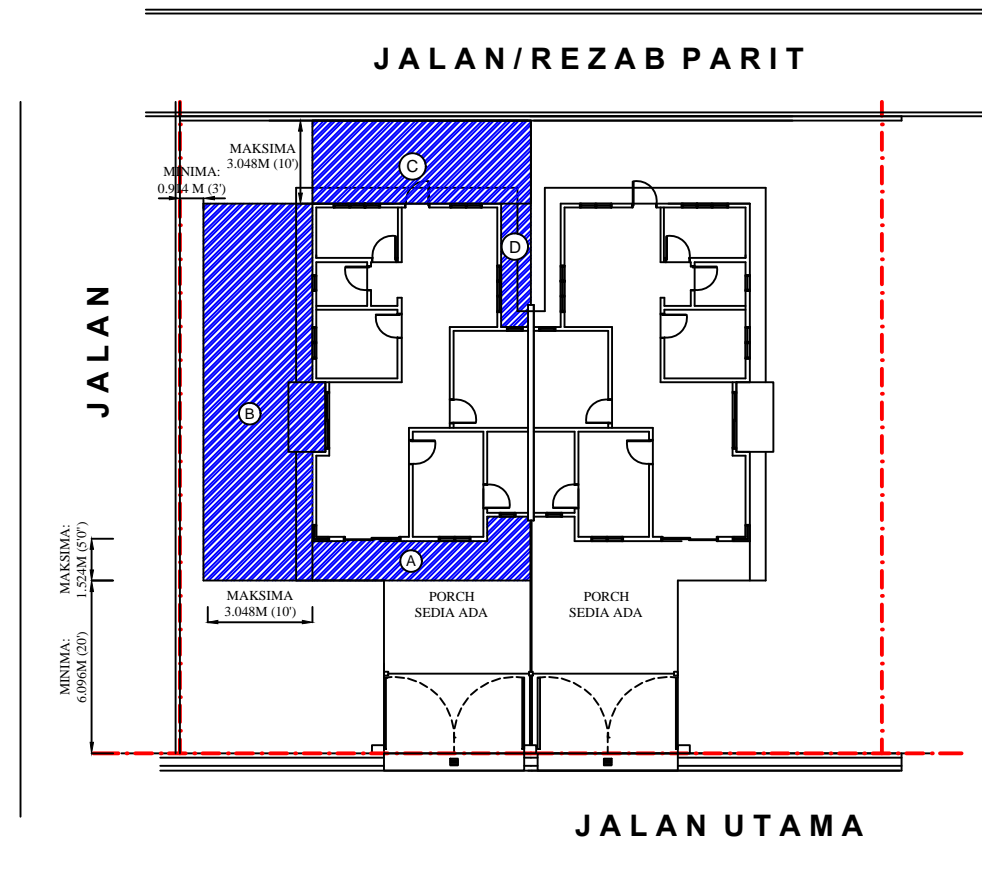 JALAN/REZAB PARIT
MAKSIMA
3.048M (10')
MINIMA:
0.914 M (3')
C
D
JALAN
B
A
MAKSIMA:
1.524M (5'0")
MAKSIMA
3.048M (10')
PORCH
SEDIA ADA
PORCH
SEDIA ADA
MINIMA:
6.096M (20')
JALAN UTAMA